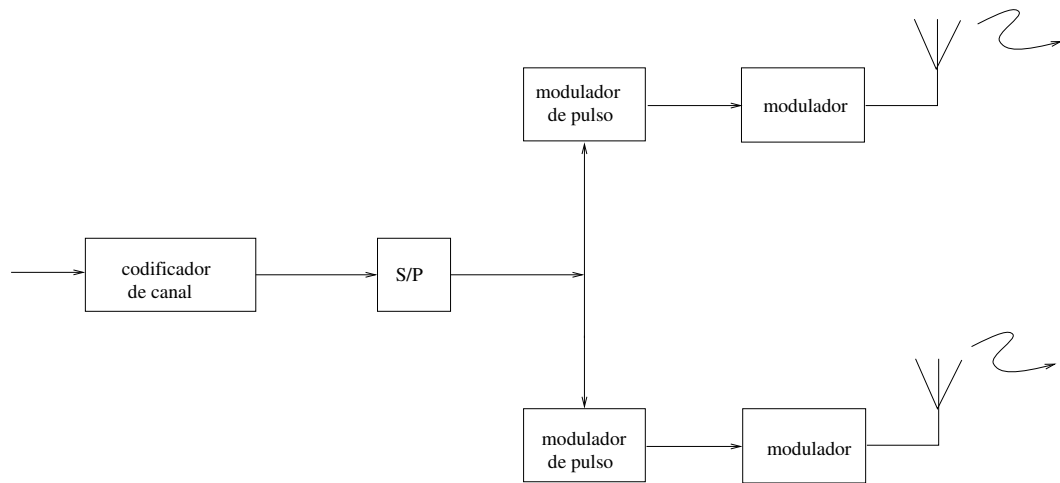 modulador
de pulso
modulador
codificador
de canal
S/P
modulador
de pulso
modulador